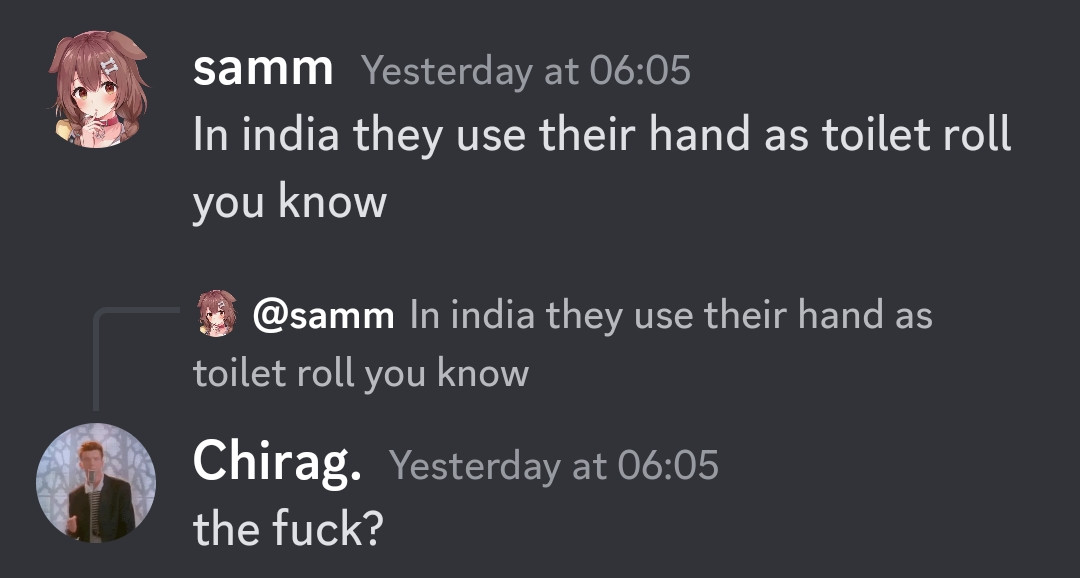 samm Yesterday at 06:05
In india they use their hand as toilet roll
you know
@samm In india they use their hand as
toilet roll you know
Chirag. Yesterday at 06:05
the fuck?